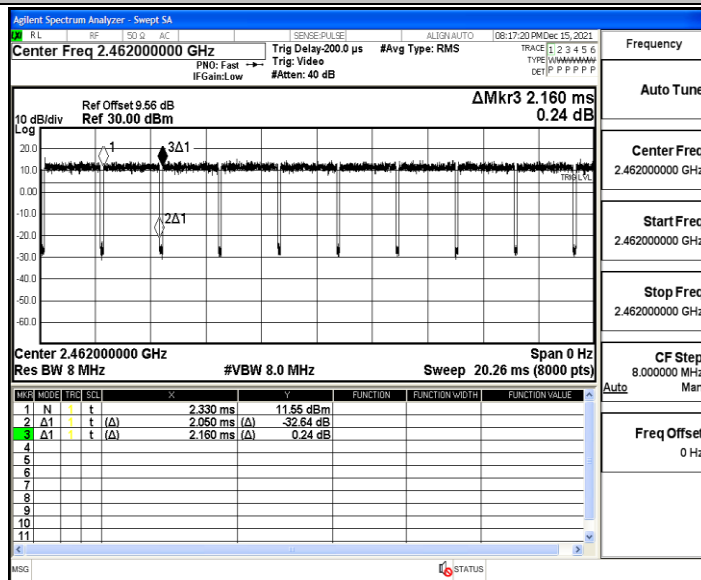 Agilent Spectrum Analyzer - Swept SA
RL RF 50 Ω AC SENSE:PULSE ALIGN AUTO 08:17:20 PM Dec 15, 2021
Center Freq 2.462000000 GHz
PNO: Fast
IFGain:Low
Trig Delay-200.0 µs
Trig: Video
#Atten: 40 dB
#Avg Type: RMS
TRACE 1 2 3 4 5 6
TYPE
DET P P P P P P
ΔMkr3 2.160 ms
0.24 dB
Ref Offset 9.56 dB
10 dB/div Ref 30.00 dBm
Log
20.0
10.0
0.00
-10.0
-20.0
-30.0
-40.0
-50.0
-60.0
1
3Δ1
2Δ1
TRIG LVL
Center 2.462000000 GHz Span 0 Hz
Res BW 8 MHz #VBW 8.0 MHz Sweep 20.26 ms (8000 pts)
MKR MODE TRC SCL X Y FUNCTION FUNCTION WIDTH FUNCTION VALUE
1 N 1 t 2.330 ms 11.55 dBm
2 Δ1 1 t (Δ) 2.050 ms (Δ) -32.64 dB
3 Δ1 1 t (Δ) 2.160 ms (Δ) 0.24 dB
4
5
6
7
8
9
10
11
MSG STATUS
Frequency
Auto Tune
Center Freq
2.462000000 GHz
Start Freq
2.462000000 GHz
Stop Freq
2.462000000 GHz
CF Step
8.000000 MHz
Auto Man
Freq Offset
0 Hz